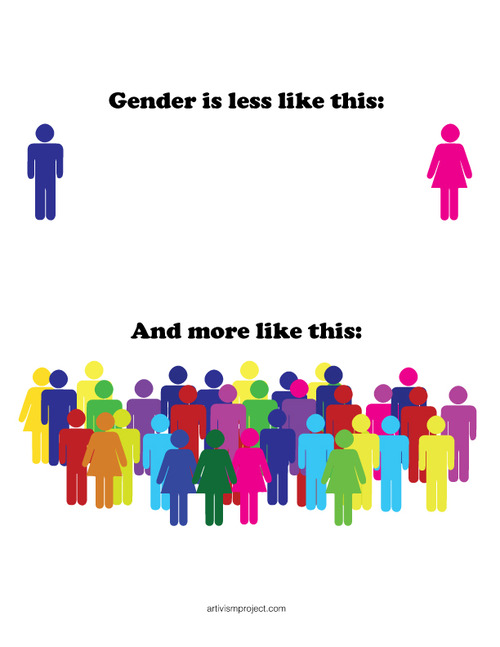 Gender is less like this:
And more like this:
artivismproject.com